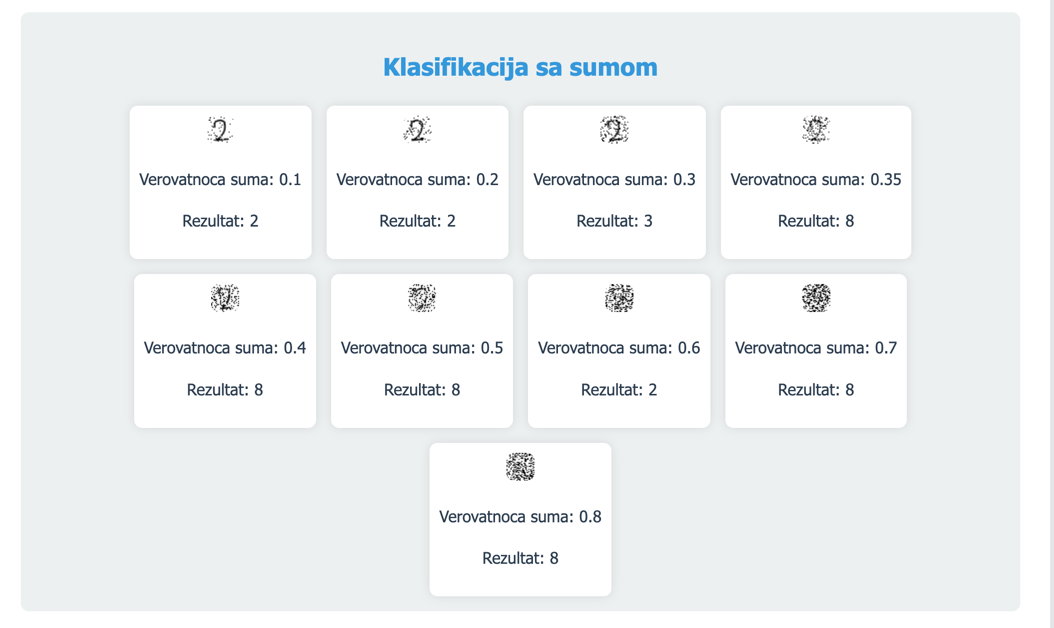 Klasifikacija sa sumom
2
Verovatnoca suma: 0.1
Rezultat: 2
2
Verovatnoca suma: 0.2
Rezultat: 2
2
Verovatnoca suma: 0.3
Rezultat: 3
Verovatnoca suma: 0.35
Rezultat: 8
Verovatnoca suma: 0.4
Rezultat: 8
Verovatnoca suma: 0.5
Rezultat: 8
Verovatnoca suma: 0.6
Rezultat: 2
Verovatnoca suma: 0.7
Rezultat: 8
Verovatnoca suma: 0.8
Rezultat: 8